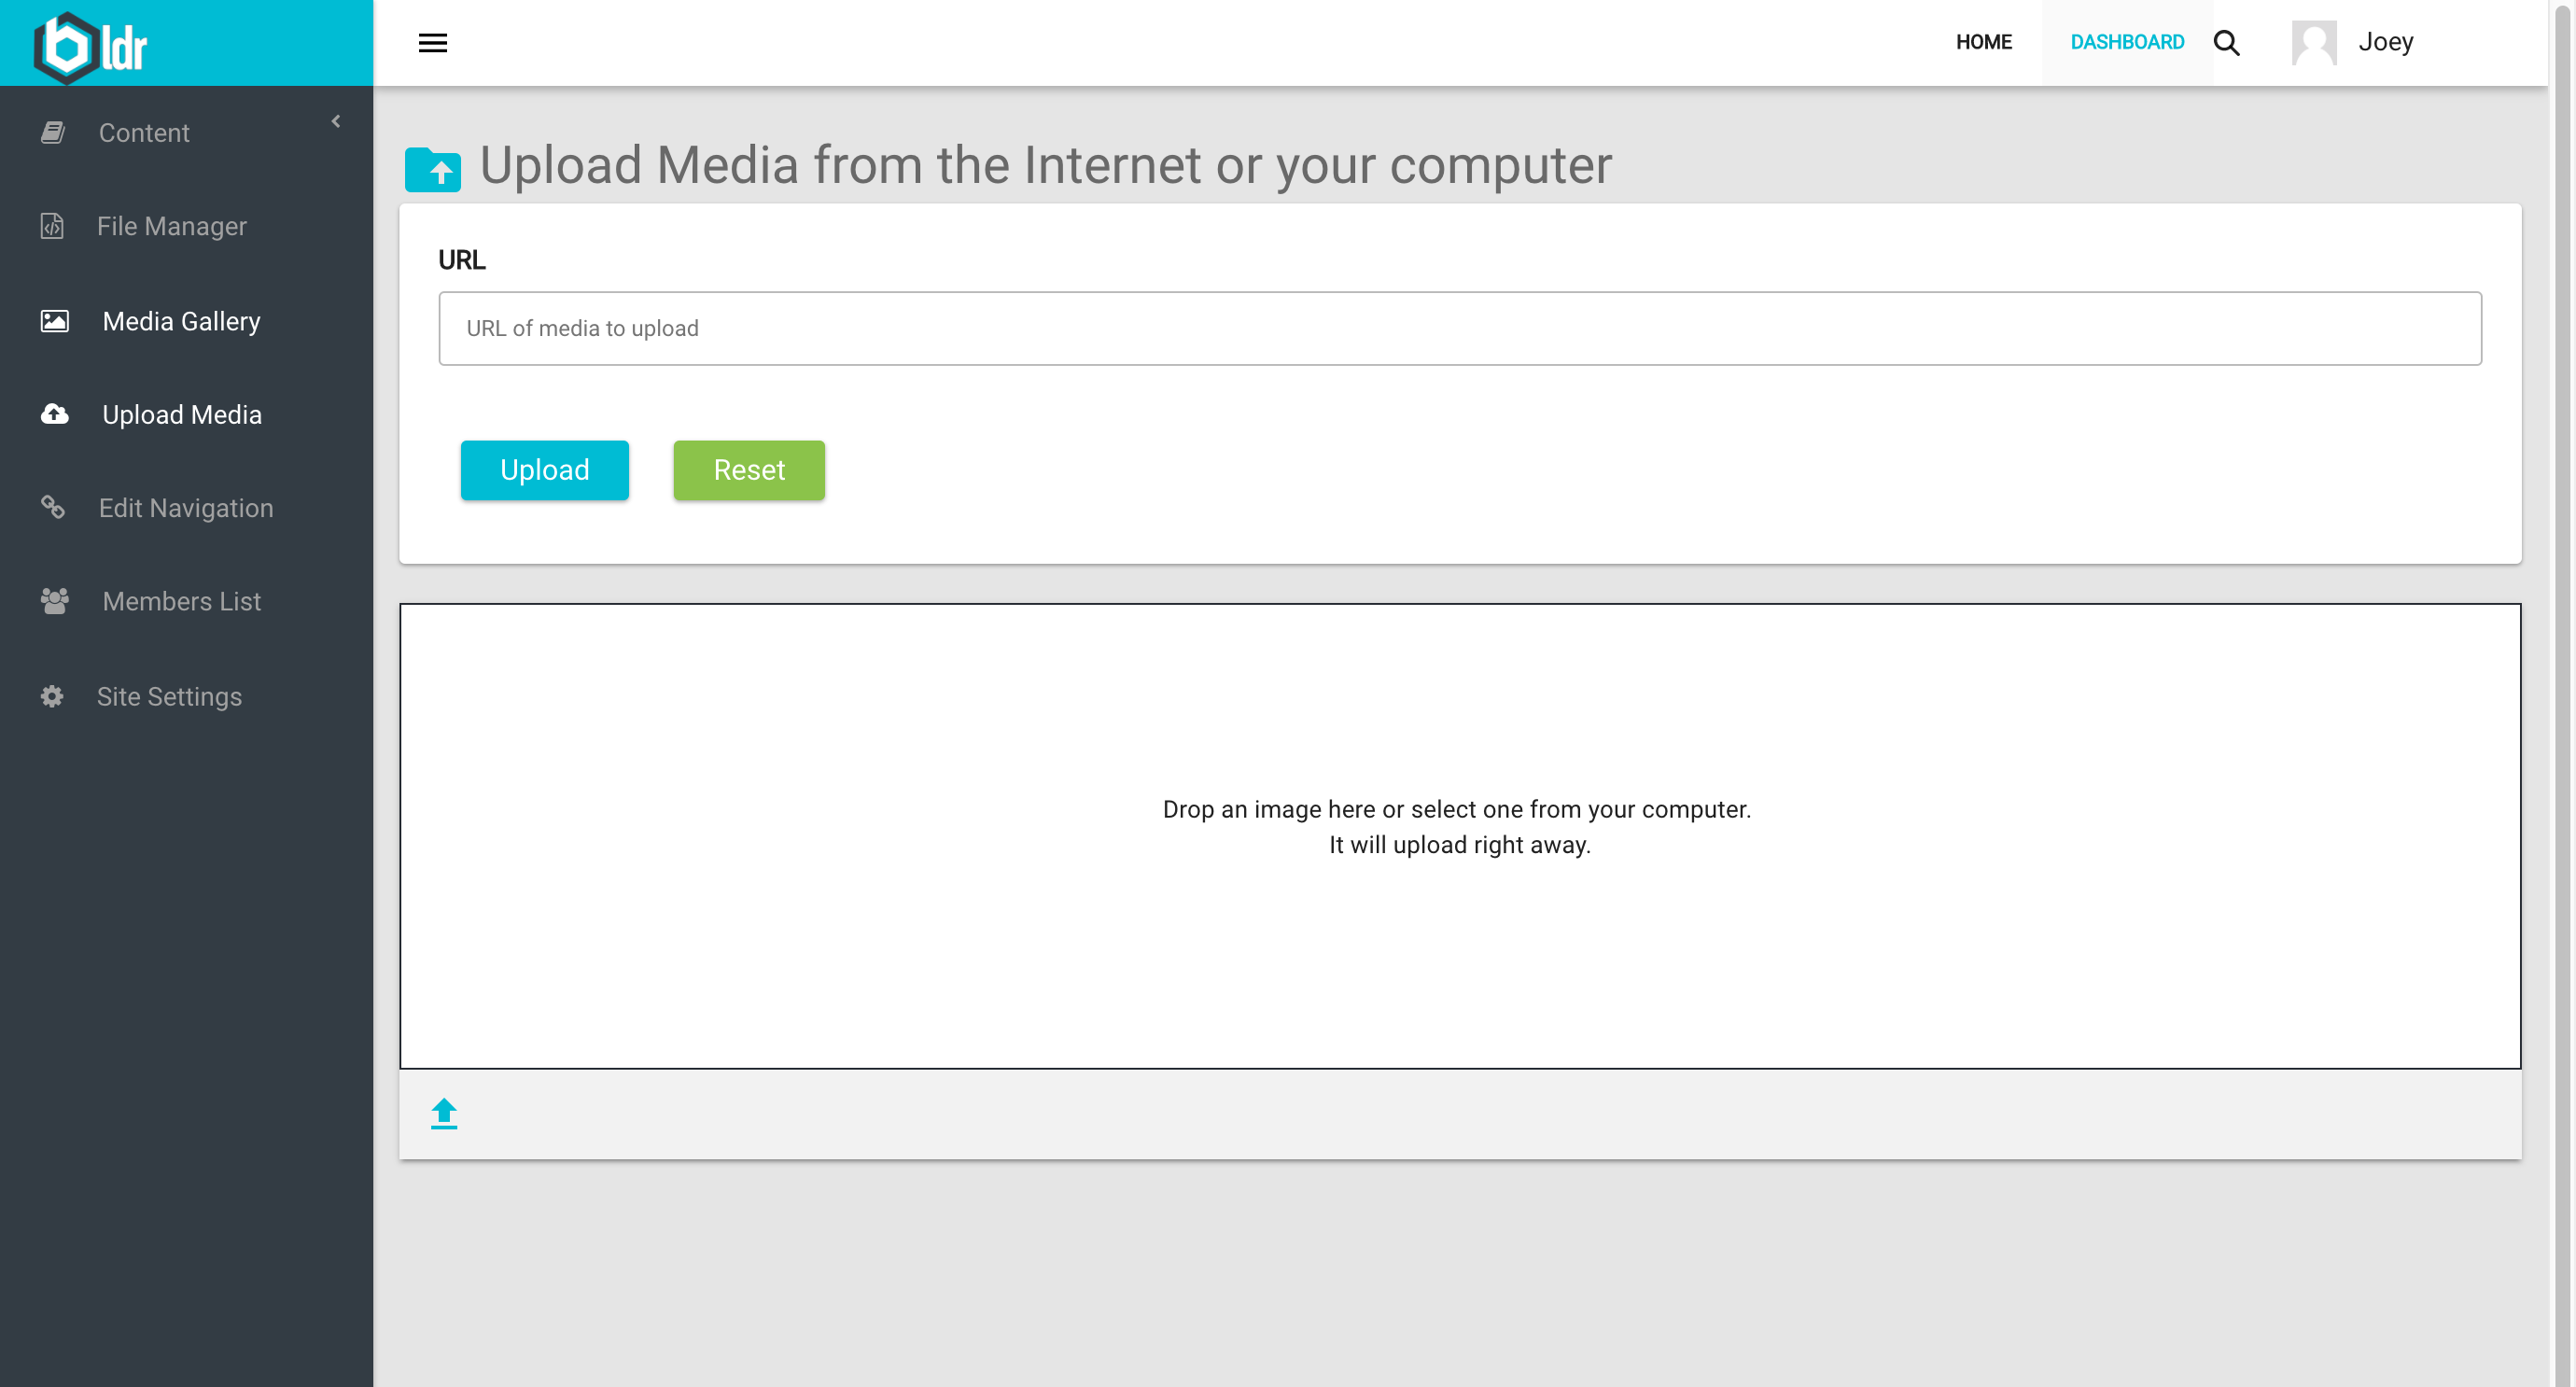 bldr
HOME
DASHBOARD
Joey
Content
File Manager
Media Gallery
Upload Media
Edit Navigation
Members List
Site Settings
Upload Media from the Internet or your computer
URL
URL of media to upload
Upload
Reset
Drop an image here or select one from your computer.
It will upload right away.